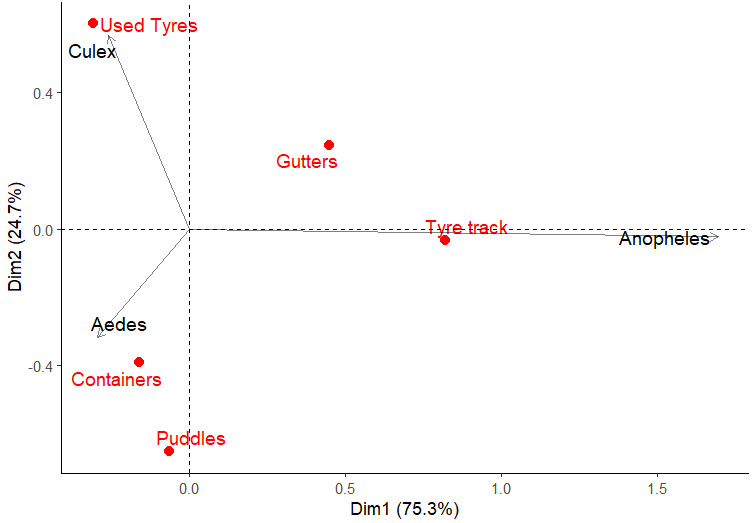 Used Tyres
Culex
0.4
Gutters
Dim2 (24.7%)
Tyre track
0.0
Anopheles
Aedes
-0.4
Containers
Puddles
0.0
0.5
1.0
1.5
Dim1 (75.3%)